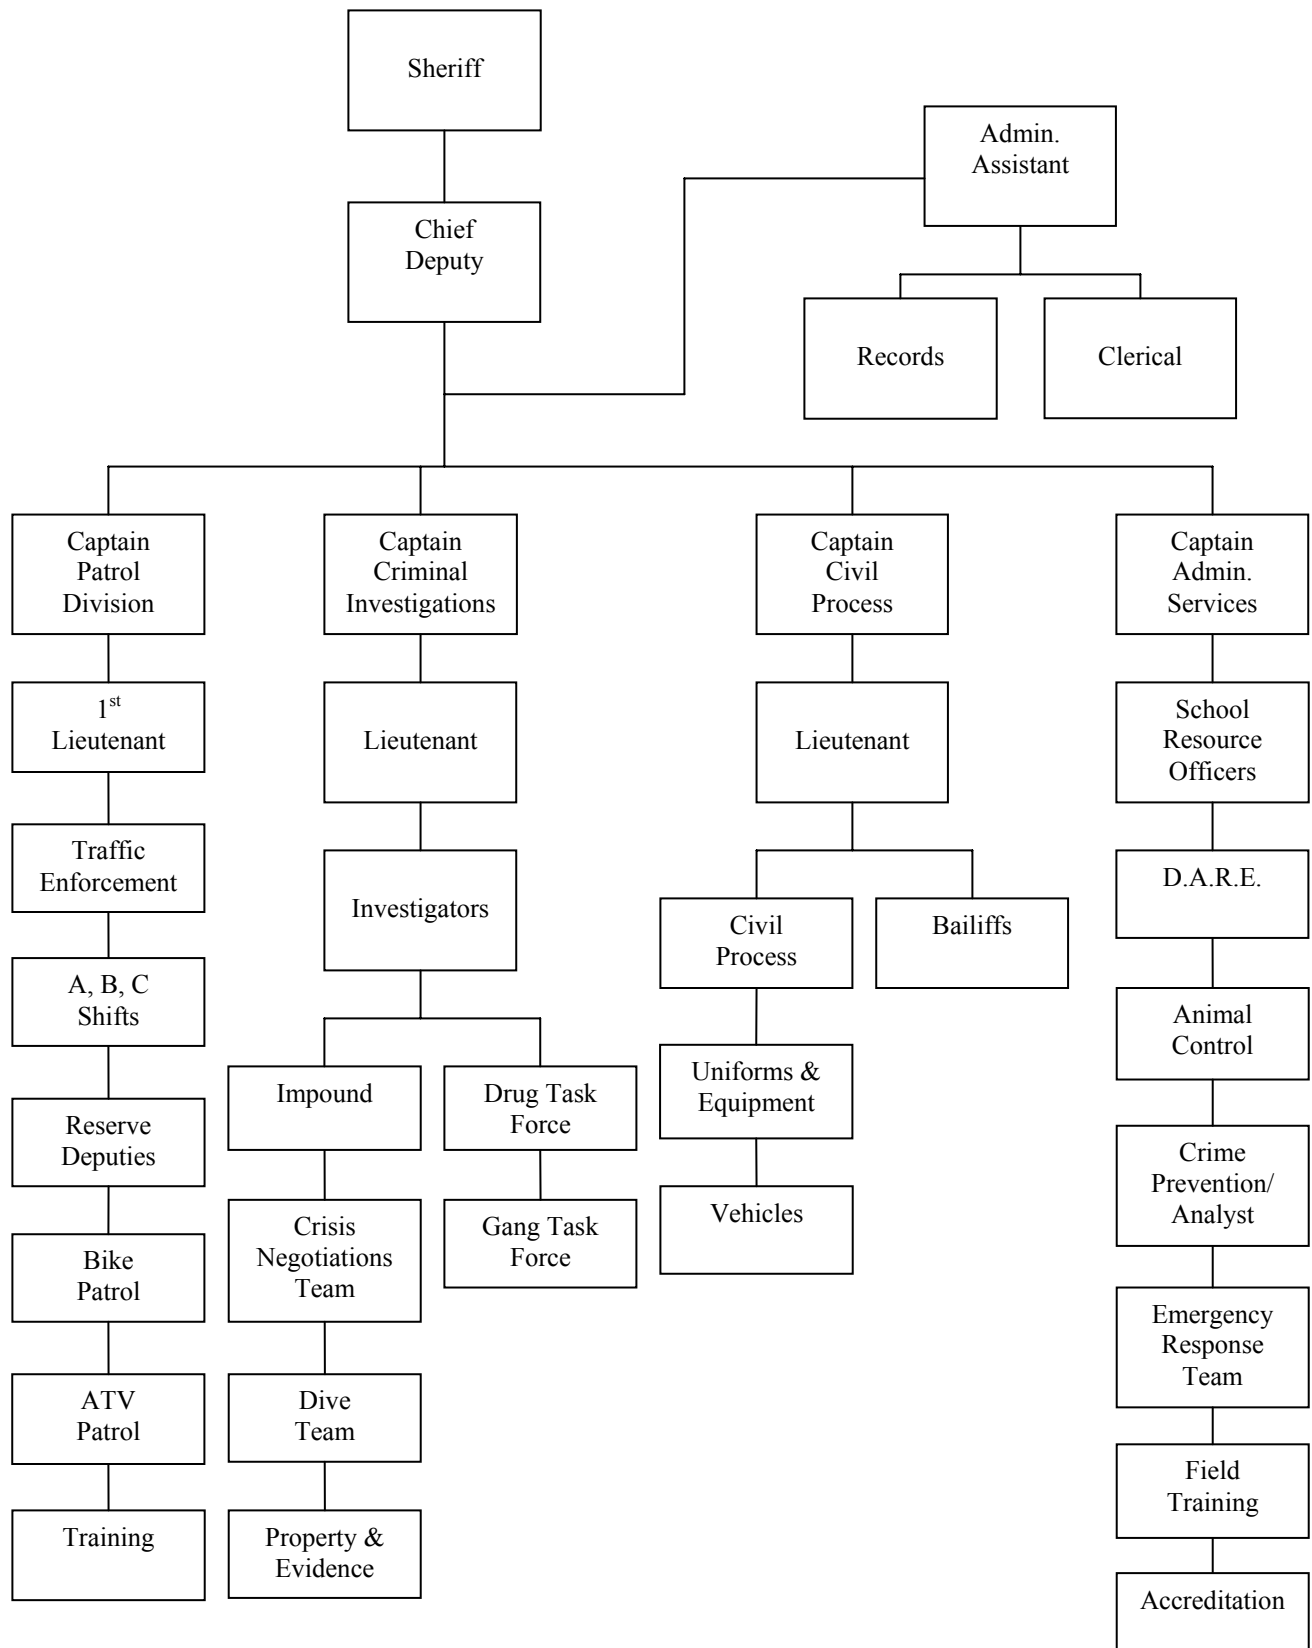 Sheriff
Admin.
Assistant
Chief
Deputy
Records
Clerical
Captain
Patrol
Division
Captain
Criminal
Investigations
Captain
Civil
Process
Captain
Admin.
Services
1st
Lieutenant
Lieutenant
Lieutenant
School
Resource
Officers
Traffic
Enforcement
Investigators
Civil
Process
Bailiffs
D.A.R.E.
A, B, C
Shifts
Impound
Drug Task
Force
Uniforms &
Equipment
Animal
Control
Reserve
Deputies
Crisis
Negotiations
Team
Gang Task
Force
Vehicles
Crime
Prevention/
Analyst
Bike
Patrol
Emergency
Response
Team
ATV
Patrol
Dive
Team
Field
Training
Training
Property &
Evidence
Accreditation